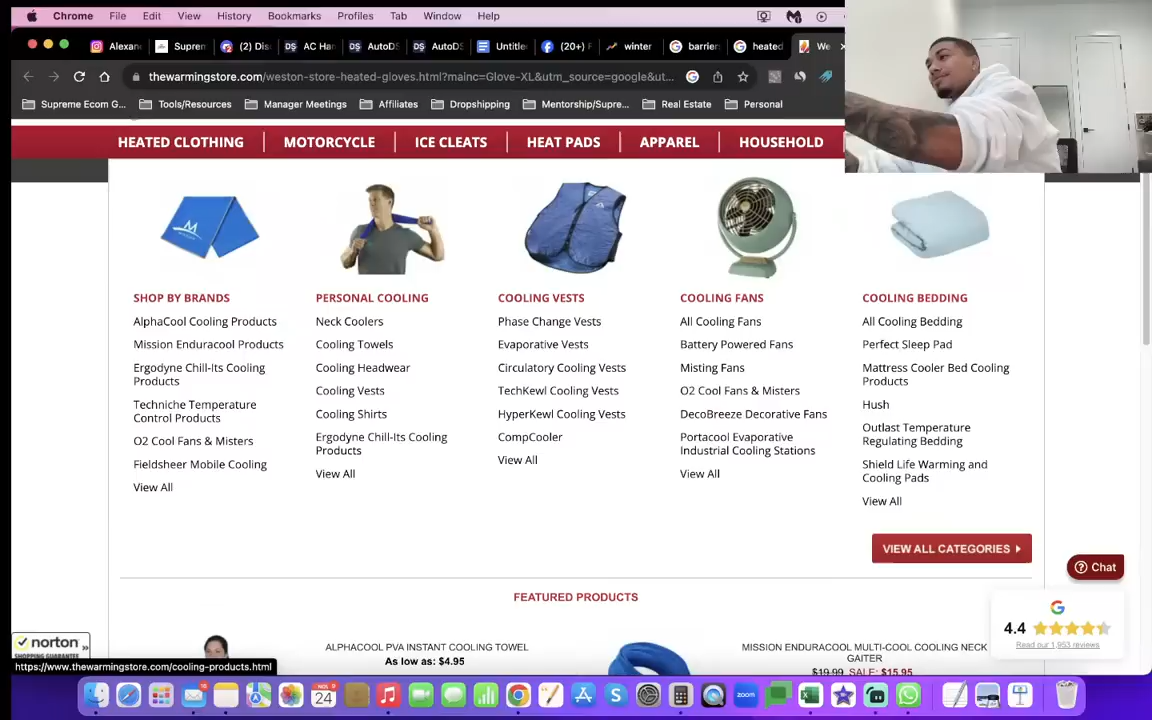 Chrome File Edit View History Bookmarks Profiles Tab Window Help
Alexan Supren (2) Dis AC Har AutoDS AutoDS Untitle (20+) F winter barrier heated We
thewarmingstore.com/weston-store-heated-gloves.html?mainc=Glove-XL&utm_source=google&ut...
Supreme Ecom G... Tools/Resources Manager Meetings Affiliates Dropshipping Mentorship/Supre... Real Estate Personal
HEATED CLOTHING MOTORCYCLE ICE CLEATS HEAT PADS APPAREL HOUSEHOLD
SHOP BY BRANDS
AlphaCool Cooling Products
Mission Enduracool Products
Ergodyne Chill-Its Cooling
Products
Techniche Temperature
Control Products
O2 Cool Fans & Misters
Fieldsheer Mobile Cooling
View All
PERSONAL COOLING
Neck Coolers
Cooling Towels
Cooling Headwear
Cooling Vests
Cooling Shirts
Ergodyne Chill-Its Cooling
Products
View All
COOLING VESTS
Phase Change Vests
Evaporative Vests
Circulatory Cooling Vests
TechKewl Cooling Vests
HyperKewl Cooling Vests
CompCooler
View All
COOLING FANS
All Cooling Fans
Battery Powered Fans
Misting Fans
O2 Cool Fans & Misters
DecoBreeze Decorative Fans
Portacool Evaporative
Industrial Cooling Stations
View All
COOLING BEDDING
All Cooling Bedding
Perfect Sleep Pad
Mattress Cooler Bed Cooling
Products
Hush
Outlast Temperature
Regulating Bedding
Shield Life Warming and
Cooling Pads
View All
VIEW ALL CATEGORIES
Chat
FEATURED PRODUCTS
ALPHACOOL PVA INSTANT COOLING TOWEL
As low as: $4.95
MISSION ENDURACOOL MULTI-COOL COOLING NECK
GAITER
$19.99 SALE: $15.95
4.4
Read our 1,953 reviews
norton
SHOPPING GUARANTEE
https://www.thewarmingstore.com/cooling-products.html
24
zoom